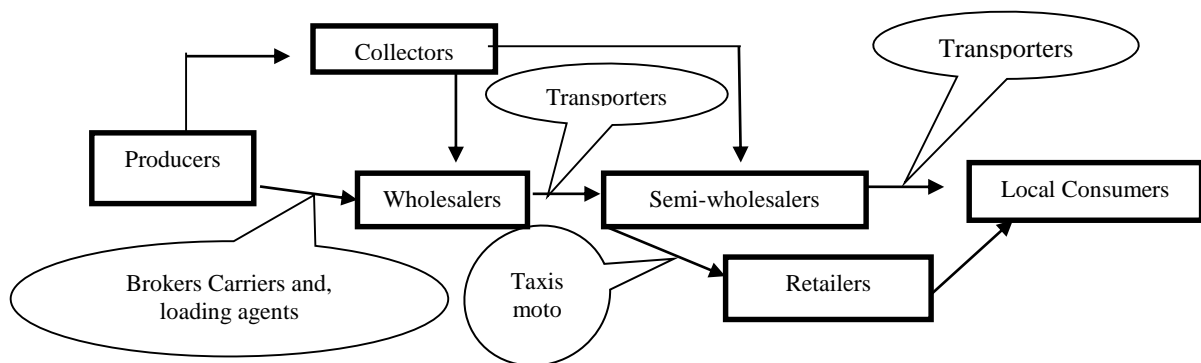 Collectors
Transporters
Transporters
Producers
Wholesalers
Semi-wholesalers
Local Consumers
Brokers Carriers and,
loading agents
Taxis
moto
Retailers